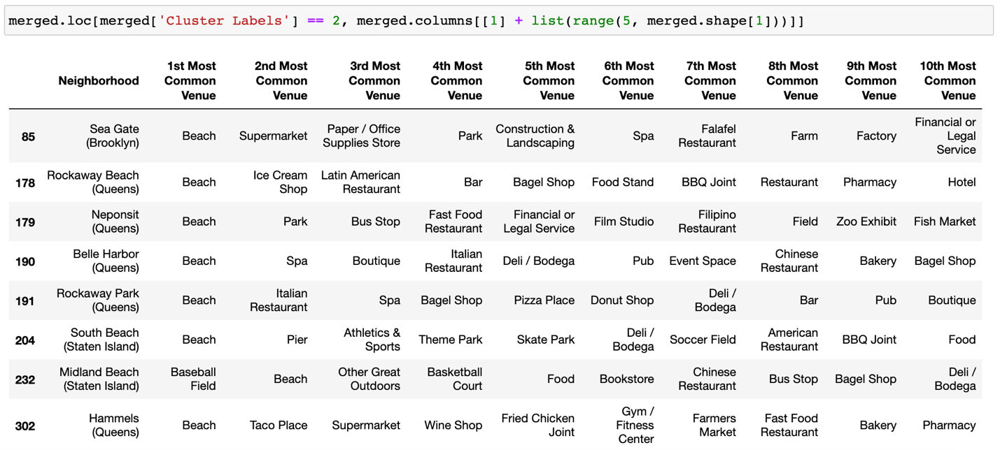 merged.loc[merged['Cluster Labels'] == 2, merged.columns[[1] + list(range(5, merged.shape[1]))]]
Neighborhood 1st Most Common Venue 2nd Most Common Venue 3rd Most Common Venue 4th Most Common Venue 5th Most Common Venue 6th Most Common Venue 7th Most Common Venue 8th Most Common Venue 9th Most Common Venue 10th Most Common Venue
85 Sea Gate (Brooklyn) Beach Supermarket Paper / Office Supplies Store Park Construction & Landscaping Spa Falafel Restaurant Farm Factory Financial or Legal Service
178 Rockaway Beach (Queens) Beach Ice Cream Shop Latin American Restaurant Bar Bagel Shop Food Stand BBQ Joint Restaurant Pharmacy Hotel
179 Neponsit (Queens) Beach Park Bus Stop Fast Food Restaurant Financial or Legal Service Film Studio Filipino Restaurant Field Zoo Exhibit Fish Market
190 Belle Harbor (Queens) Beach Spa Boutique Italian Restaurant Deli / Bodega Pub Event Space Chinese Restaurant Bakery Bagel Shop
191 Rockaway Park (Queens) Beach Italian Restaurant Spa Bagel Shop Pizza Place Donut Shop Deli / Bodega Bar Pub Boutique
204 South Beach (Staten Island) Beach Pier Athletics & Sports Theme Park Skate Park Deli / Bodega Soccer Field American Restaurant BBQ Joint Food
232 Midland Beach (Staten Island) Baseball Field Beach Other Great Outdoors Basketball Court Food Bookstore Chinese Restaurant Bus Stop Bagel Shop Deli / Bodega
302 Hammels (Queens) Beach Taco Place Supermarket Wine Shop Fried Chicken Joint Gym / Fitness Center Farmers Market Fast Food Restaurant Bakery Pharmacy